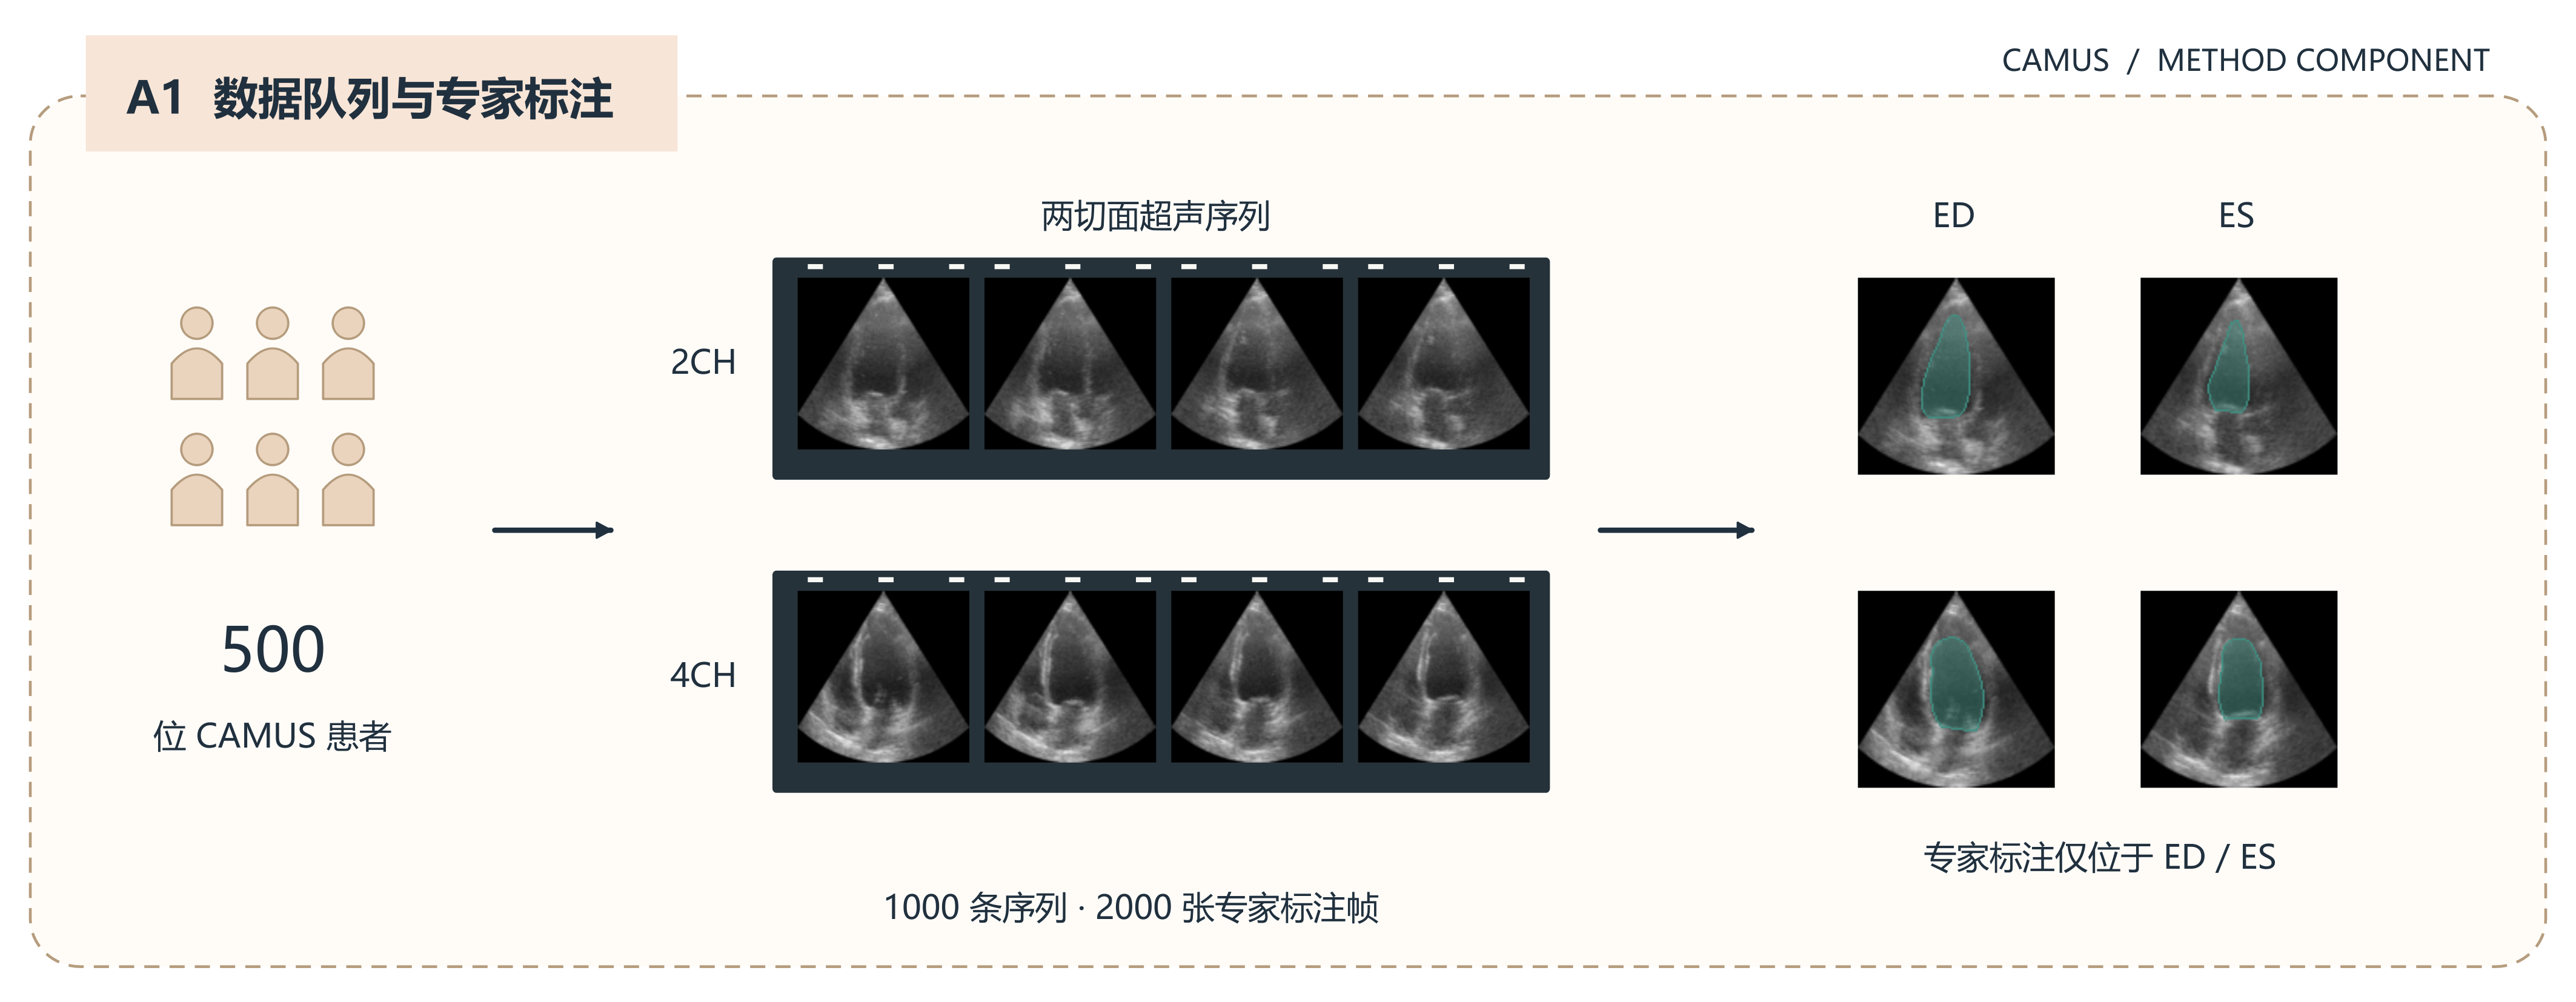 A1 数据队列与专家标注
CAMUS / METHOD COMPONENT
两切面超声序列
ED
ES
2CH
4CH
500
位 CAMUS 患者
专家标注仅位于 ED / ES
1000 条序列 · 2000 张专家标注帧